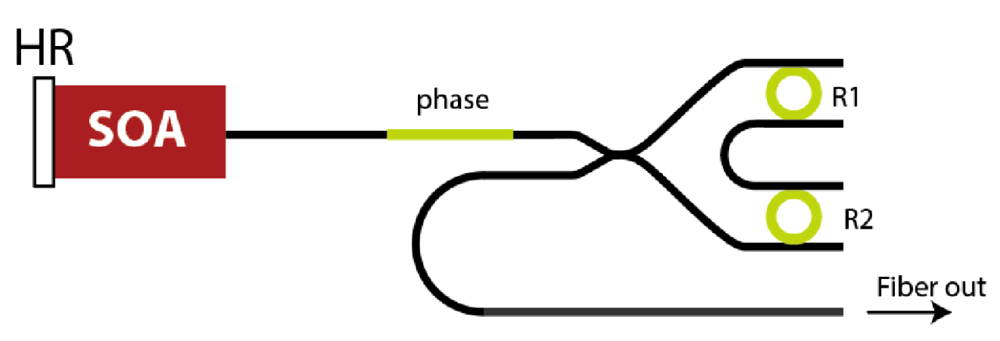 HR
SOA
phase
R1
R2
Fiber out